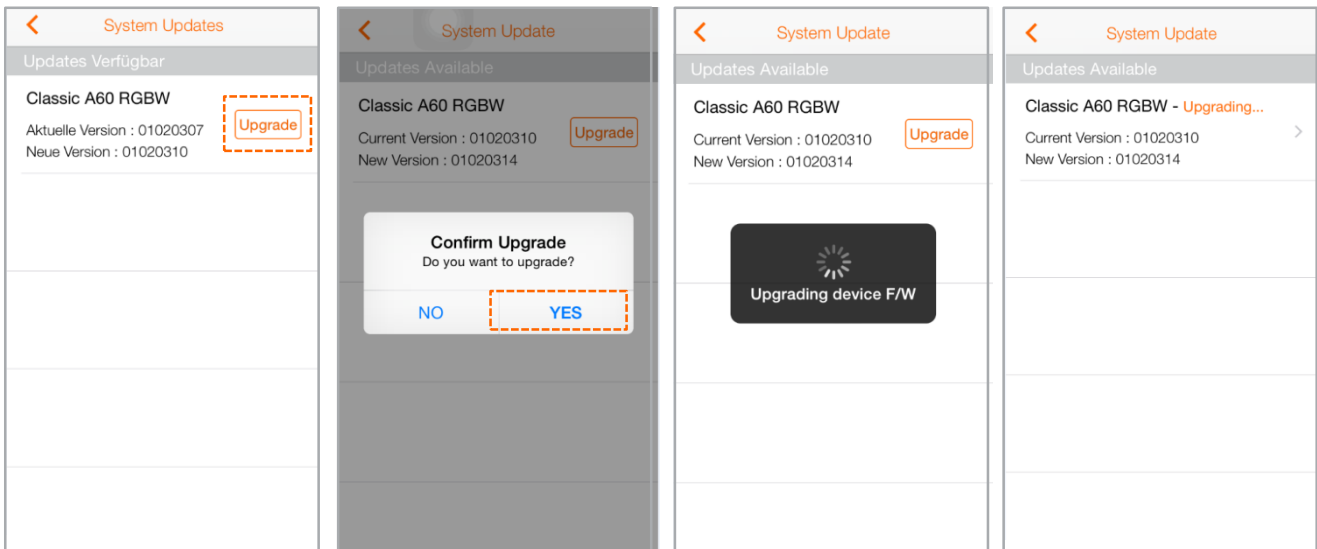 System Updates
Updates Verfügbar
Classic A60 RGBW
Upgrade
Aktuelle Version : 01020307
Neue Version : 01020310
System Update
Updates Available
Classic A60 RGBW
Upgrade
Current Version : 01020310
New Version : 01020314
Confirm Upgrade
Do you want to upgrade?
NO
YES
System Update
Updates Available
Classic A60 RGBW
Upgrade
Current Version : 01020310
New Version : 01020314
Upgrading device F/W
System Update
Updates Available
Classic A60 RGBW - Upgrading...
Current Version : 01020310
New Version : 01020314